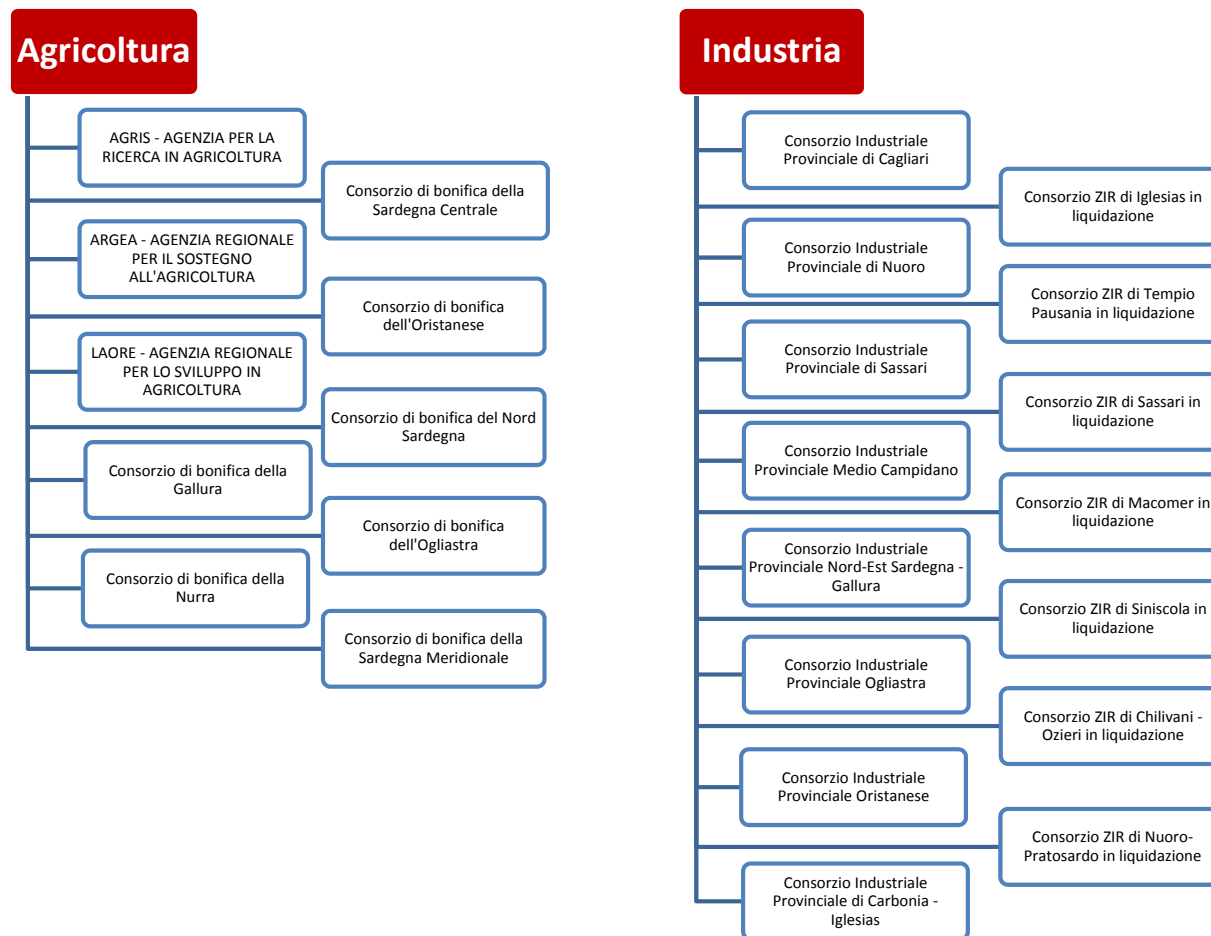 Agricoltura
AGRIS - AGENZIA PER LA
RICERCA IN AGRICOLTURA
Consorzio di bonifica della
Sardegna Centrale
ARGEA - AGENZIA REGIONALE
PER IL SOSTEGNO
ALL'AGRICOLTURA
Consorzio di bonifica
dell'Oristanese
LAORE - AGENZIA REGIONALE
PER LO SVILUPPO IN
AGRICOLTURA
Consorzio di bonifica del Nord
Sardegna
Consorzio di bonifica della
Gallura
Consorzio di bonifica
dell'Ogliastra
Consorzio di bonifica della
Nurra
Consorzio di bonifica della
Sardegna Meridionale
Industria
Consorzio Industriale
Provinciale di Cagliari
Consorzio ZIR di Iglesias in
liquidazione
Consorzio Industriale
Provinciale di Nuoro
Consorzio ZIR di Tempio
Pausania in liquidazione
Consorzio Industriale
Provinciale di Sassari
Consorzio ZIR di Sassari in
liquidazione
Consorzio Industriale
Provinciale Medio Campidano
Consorzio ZIR di Macomer in
liquidazione
Consorzio Industriale
Provinciale Nord-Est Sardegna -
Gallura
Consorzio ZIR di Siniscola in
liquidazione
Consorzio Industriale
Provinciale Ogliastra
Consorzio ZIR di Chilivani -
Ozieri in liquidazione
Consorzio Industriale
Provinciale Oristanese
Consorzio ZIR di Nuoro-
Pratosardo in liquidazione
Consorzio Industriale
Provinciale di Carbonia -
Iglesias